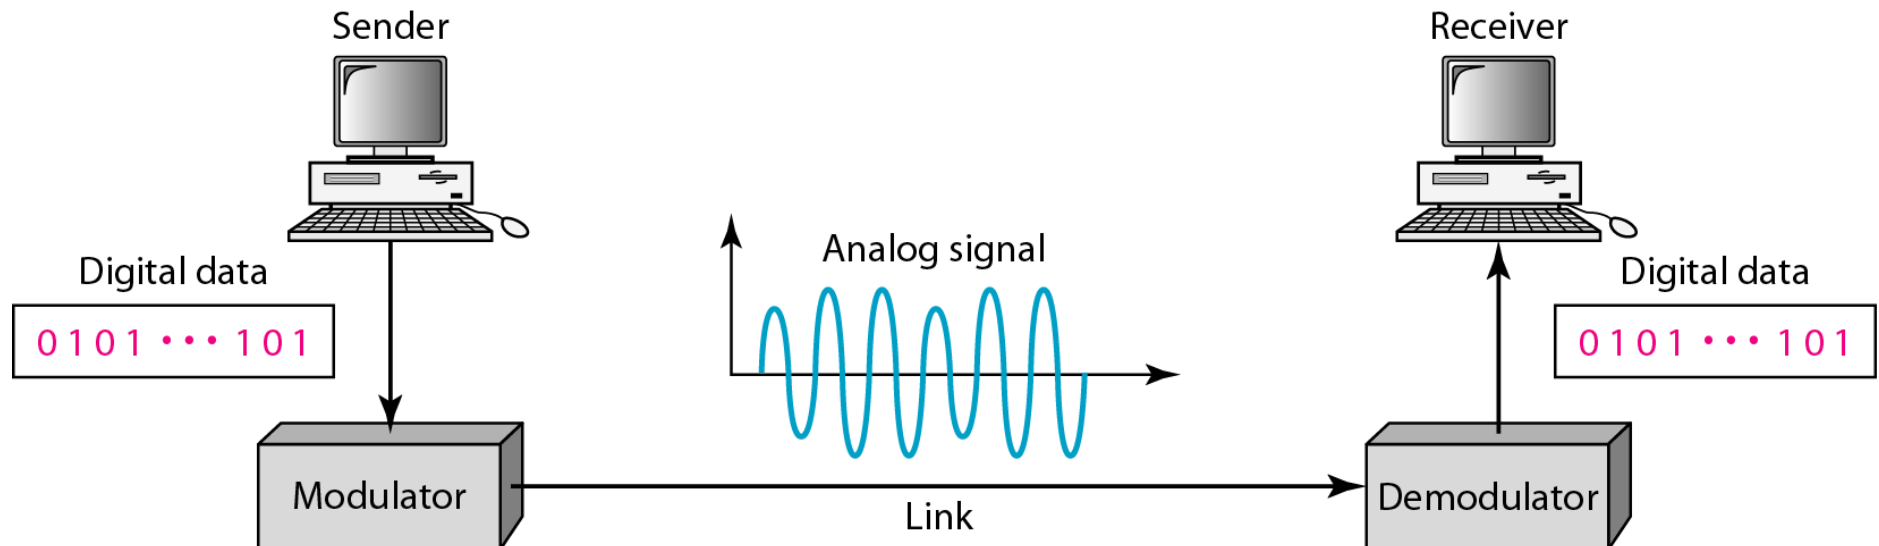 Sender
Receiver
Analog signal
Digital data
Digital data
0101 ··· 101
0101 ··· 101
Modulator
Link
Demodulator